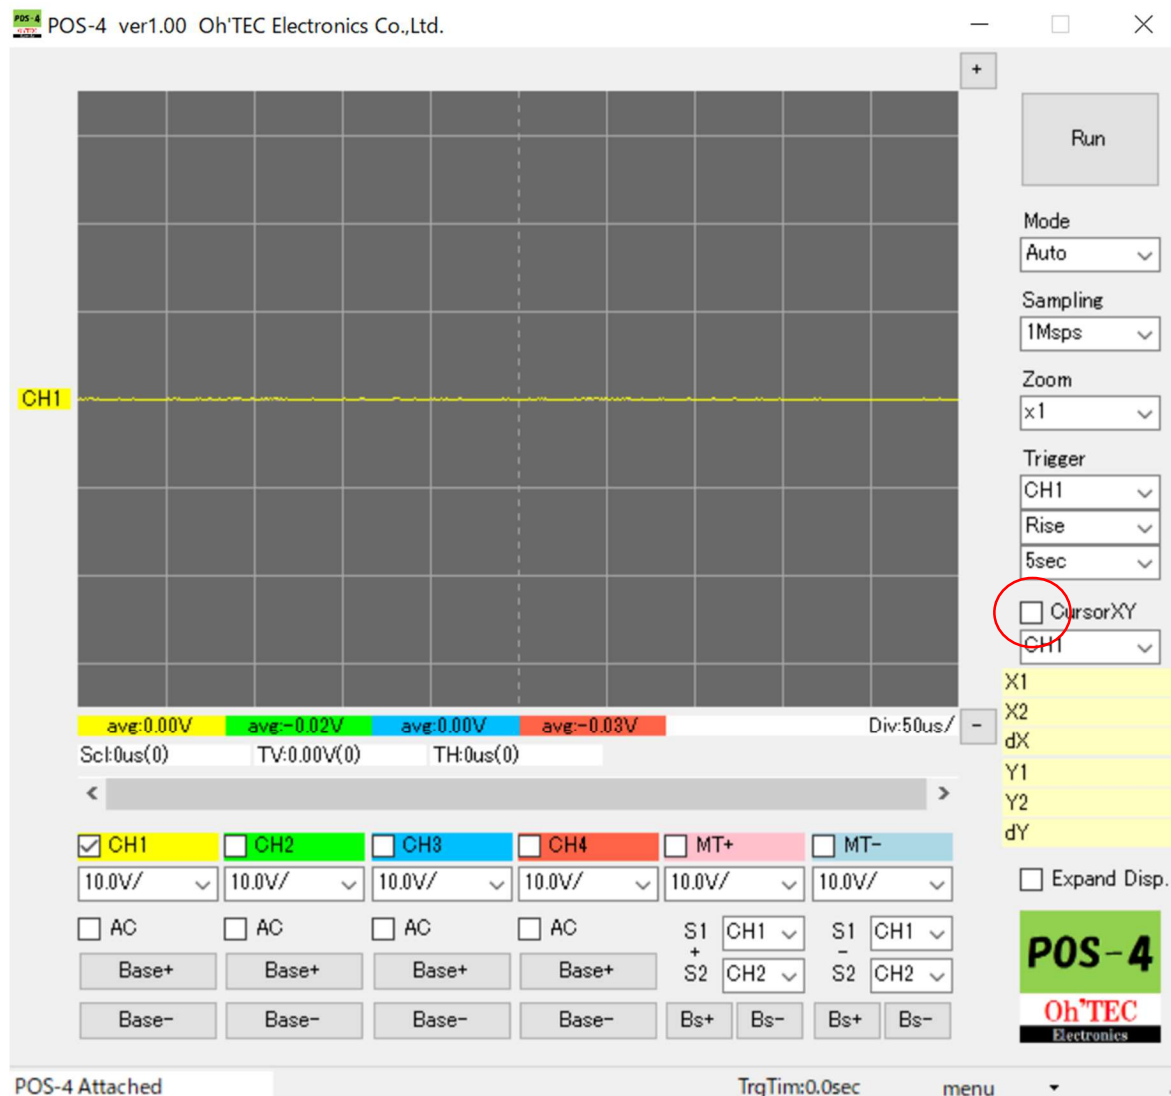 POS-4 ver1.00 Oh'TEC Electronics Co.,Ltd.
+
Run
Mode
Auto
Sampling
1Msps
Zoom
x1
Trigger
CH1
Rise
5sec
CursorXY
CH1
X1
X2
dX
Y1
Y2
dY
Expand Disp.
CH1
avg:0.00V avg:-0.02V avg:0.00V avg:-0.03V Div:50us/ -
Scl:0us(0) TV:0.00V(0) TH:0us(0)
< >
CH1 CH2 CH3 CH4 MT+ MT-
10.0V/ 10.0V/ 10.0V/ 10.0V/ 10.0V/ 10.0V/
AC AC AC AC S1 CH1 S1 CH1
+ -
Base+ Base+ Base+ Base+ S2 CH2 S2 CH2
Base- Base- Base- Base- Bs+ Bs- Bs+ Bs-
POS-4
Oh'TEC
Electronics
POS-4 Attached TrgTim:0.0sec menu